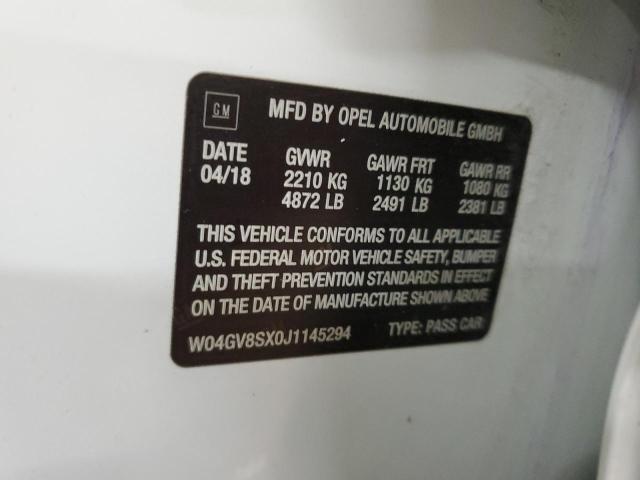 GM MFD BY OPEL AUTOMOBILE GMBH
DATE GVWR GAWR FRT GAWR RR
04/18 2210 KG 1130 KG 1080 KG
4872 LB 2491 LB 2381 LB
THIS VEHICLE CONFORMS TO ALL APPLICABLE
U.S. FEDERAL MOTOR VEHICLE SAFETY, BUMPER
AND THEFT PREVENTION STANDARDS IN EFFECT
ON THE DATE OF MANUFACTURE SHOWN ABOVE
W04GV8SX0J1145294 TYPE: PASS CAR